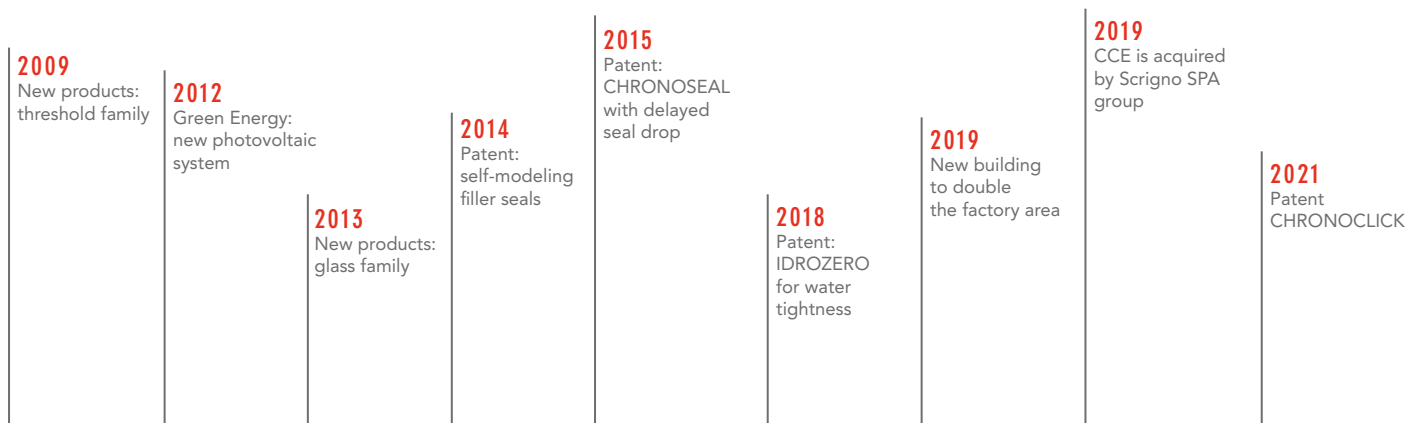 2009
New products:
threshold family
2012
Green Energy:
new photovoltaic
system
2013
New products:
glass family
2014
Patent:
self-modeling
filler seals
2015
Patent:
CHRONOSEAL
with delayed
seal drop
2018
Patent:
IDROZERO
for water
tightness
2019
New building
to double
the factory area
2019
CCE is acquired
by Scrigno SPA
group
2021
Patent
CHRONOCLICK